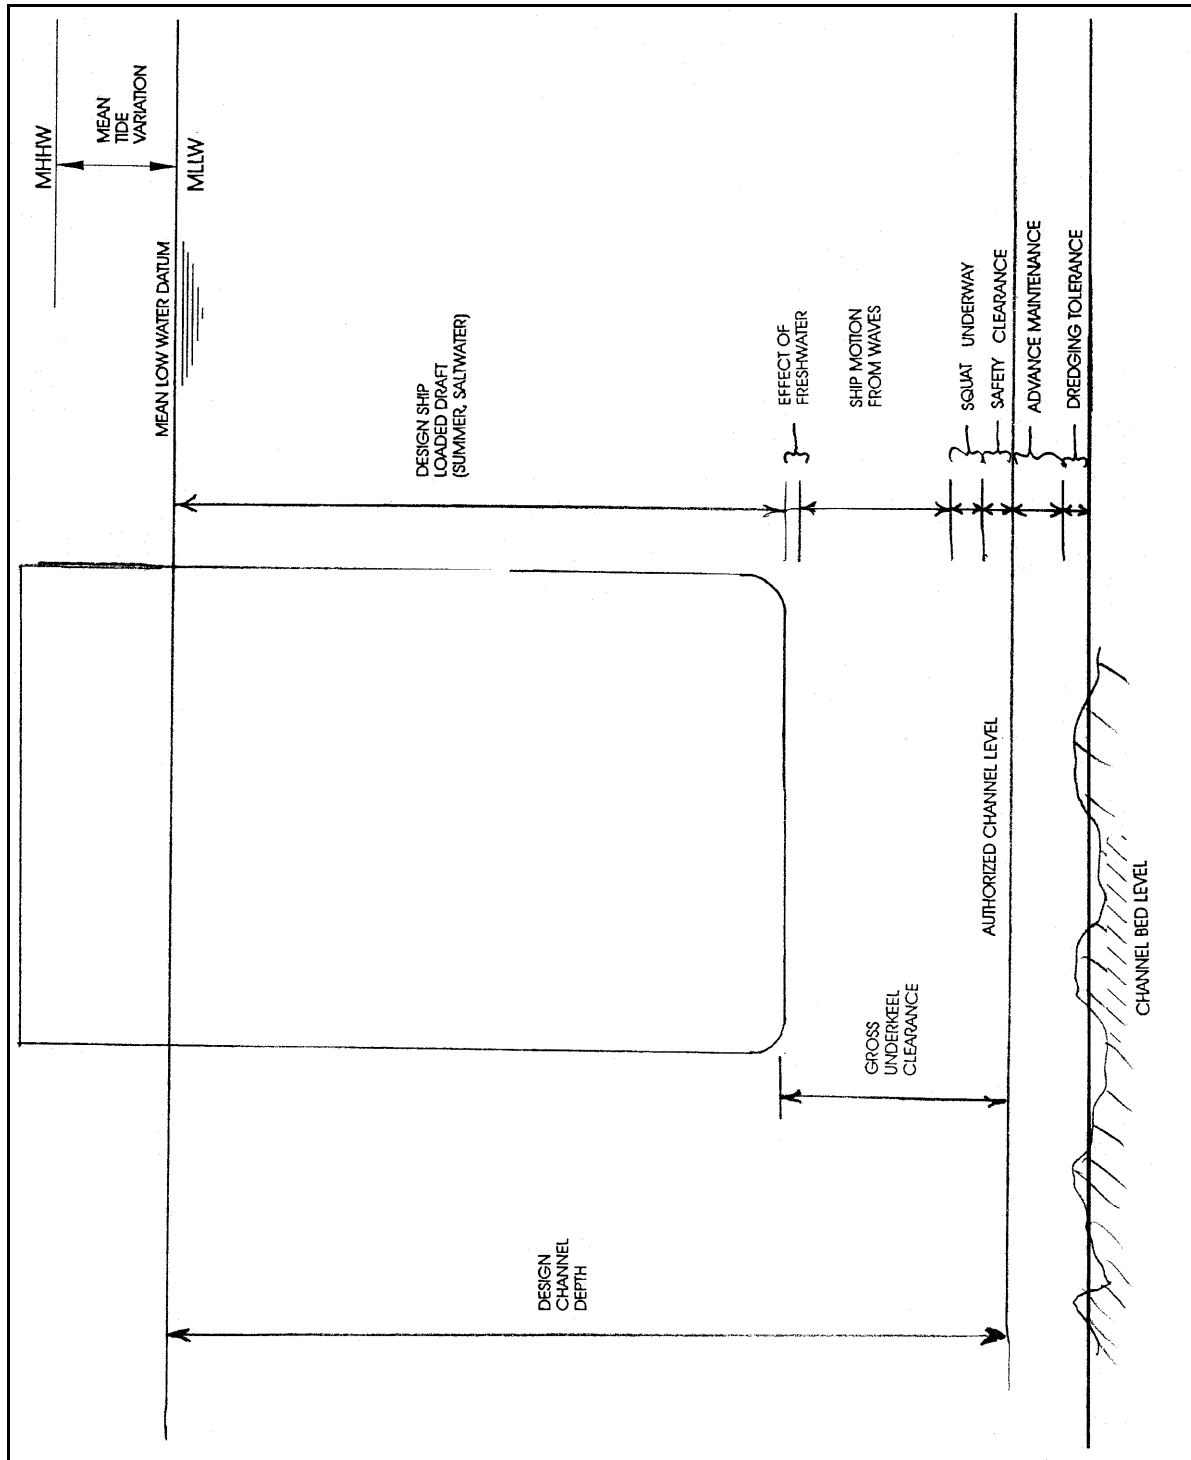 MHHW
MEAN
TIDE
VARIATION
MLLW
MEAN LOW WATER DATUM
DESIGN SHIP
LOADED DRAFT
(SUMMER, SALTWATER)
EFFECT OF
FRESHWATER
SHIP MOTION
FROM WAVES
SQUAT UNDERWAY
SAFETY CLEARANCE
ADVANCE MAINTENANCE
DREDGING TOLERANCE
AUTHORIZED CHANNEL LEVEL
CHANNEL BED LEVEL
GROSS
UNDERKEEL
CLEARANCE
DESIGN
CHANNEL
DEPTH